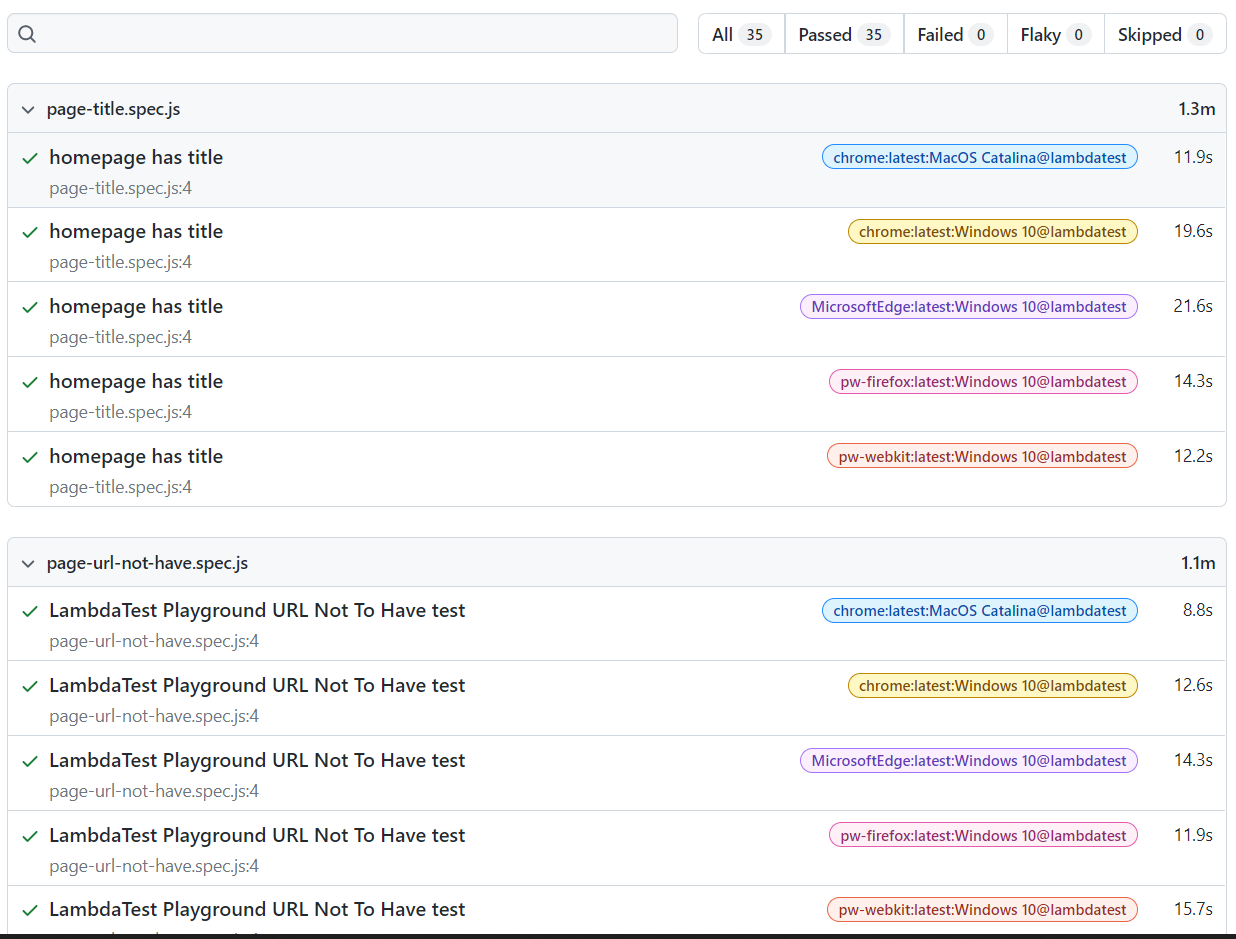 All 35 Passed 35 Failed 0 Flaky 0 Skipped 0
page-title.spec.js 1.3m
homepage has title chrome:latest:MacOS Catalina@lambdatest 11.9s
page-title.spec.js:4
homepage has title chrome:latest:Windows 10@lambdatest 19.6s
page-title.spec.js:4
homepage has title MicrosoftEdge:latest:Windows 10@lambdatest 21.6s
page-title.spec.js:4
homepage has title pw-firefox:latest:Windows 10@lambdatest 14.3s
page-title.spec.js:4
homepage has title pw-webkit:latest:Windows 10@lambdatest 12.2s
page-title.spec.js:4
page-url-not-have.spec.js 1.1m
LambdaTest Playground URL Not To Have test chrome:latest:MacOS Catalina@lambdatest 8.8s
page-url-not-have.spec.js:4
LambdaTest Playground URL Not To Have test chrome:latest:Windows 10@lambdatest 12.6s
page-url-not-have.spec.js:4
LambdaTest Playground URL Not To Have test MicrosoftEdge:latest:Windows 10@lambdatest 14.3s
page-url-not-have.spec.js:4
LambdaTest Playground URL Not To Have test pw-firefox:latest:Windows 10@lambdatest 11.9s
page-url-not-have.spec.js:4
LambdaTest Playground URL Not To Have test pw-webkit:latest:Windows 10@lambdatest 15.7s